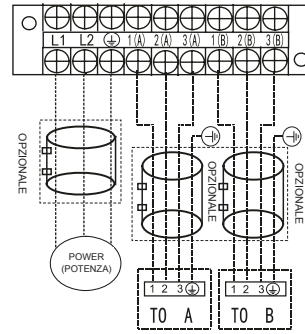 L1 L2 1(A) 2(A) 3(A) 1(B) 2(B) 3(B)
OPZIONALE
OPZIONALE
OPZIONALE
POWER
(POTENZA)
1 2 3
1 2 3
TO A
TO B